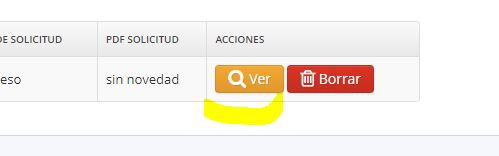 DE SOLICITUD PDF SOLICITUD ACCIONES
eso sin novedad Ver Borrar